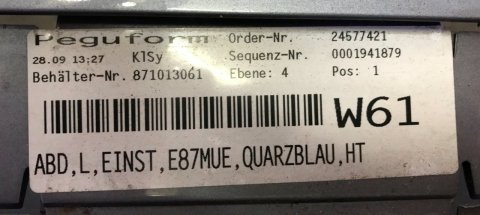 Peguform Order-Nr. 24577421
28.09 13:27 KlSy Sequenz-Nr. 0001941879
Behälter-Nr. 871013061 Ebene: 4 Pos: 1
W61
ABD,L,EINST,E87MUE,QUARZBLAU,HT